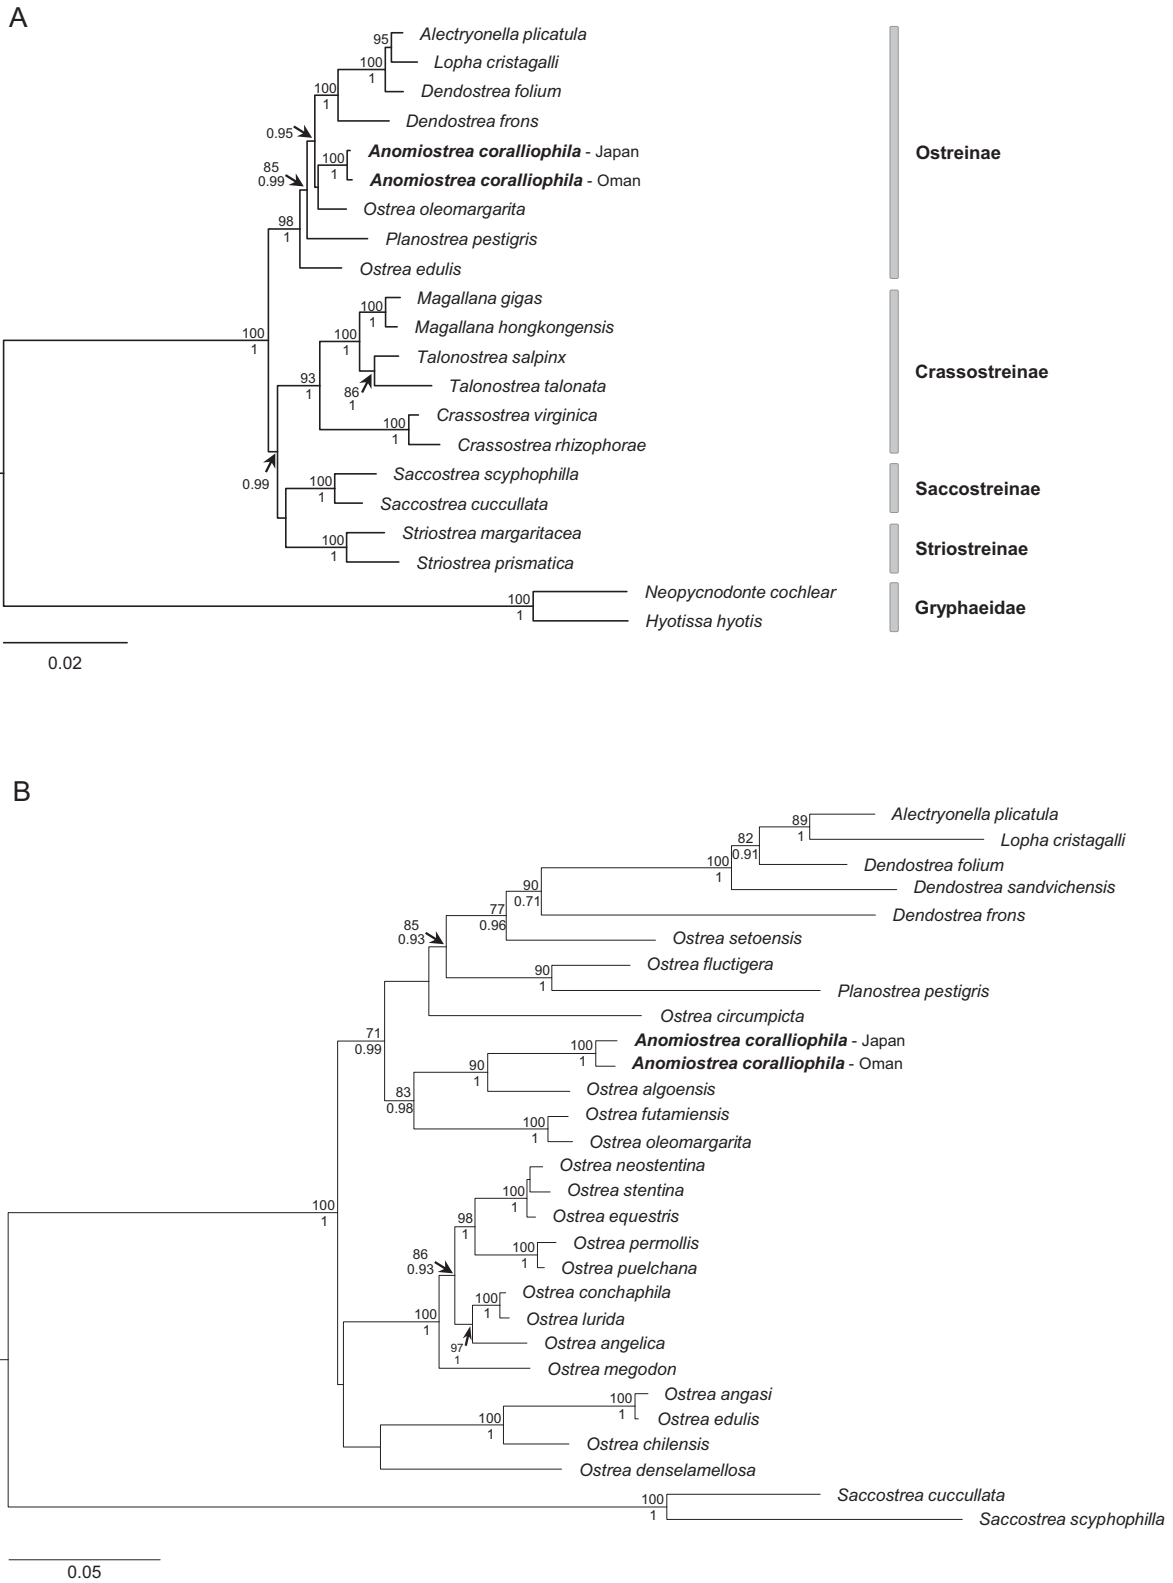 A
95
Alectryonella plicatula
100
1
Lopha cristagalli
100
1
Dendostrea folium
Dendostrea frons
0.95
100
1
Anomiostrea coralliophila - Japan
Ostreinae
85
0.99
Anomiostrea coralliophila - Oman
Ostrea oleomargarita
98
1
Planostrea pestigris
Ostrea edulis
100
1
Magallana gigas
100
1
Magallana hongkongensis
100
1
Talonostrea salpinx
93
1
86
1
Talonostrea talonata
Crassostreinae
Crassostrea virginica
100
1
Crassostrea rhizophorae
0.99
Saccostrea scyphophilla
100
1
Saccostreinae
Saccostrea cuccullata
Striostrea margaritacea
100
1
Striostreinae
Striostrea prismatica
Neopycnodonte cochlear
100
1
Gryphaeidae
Hyotissa hyotis
0.02
B
Alectryonella plicatula
89
1
Lopha cristagalli
82
0.91
100
1
Dendostrea folium
Dendostrea sandvichensis
90
0.71
Dendostrea frons
77
0.96
85
0.93
Ostrea setoensis
Ostrea fluctigera
90
1
Planostrea pestigris
Ostrea circumpicta
71
0.99
100
1
Anomiostrea coralliophila - Japan
Anomiostrea coralliophila - Oman
90
1
Ostrea algoensis
83
0.98
Ostrea futamiensis
100
1
Ostrea oleomargarita
Ostrea neostentina
100
1
Ostrea stentina
100
1
Ostrea equestris
98
1
Ostrea permollis
100
1
Ostrea puelchana
86
0.93
Ostrea conchaphila
100
1
Ostrea lurida
100
1
97
1
Ostrea angelica
Ostrea megodon
Ostrea angasi
100
1
Ostrea edulis
100
1
Ostrea chilensis
Ostrea denselamellosa
Saccostrea cuccullata
100
1
Saccostrea scyphophilla
0.05